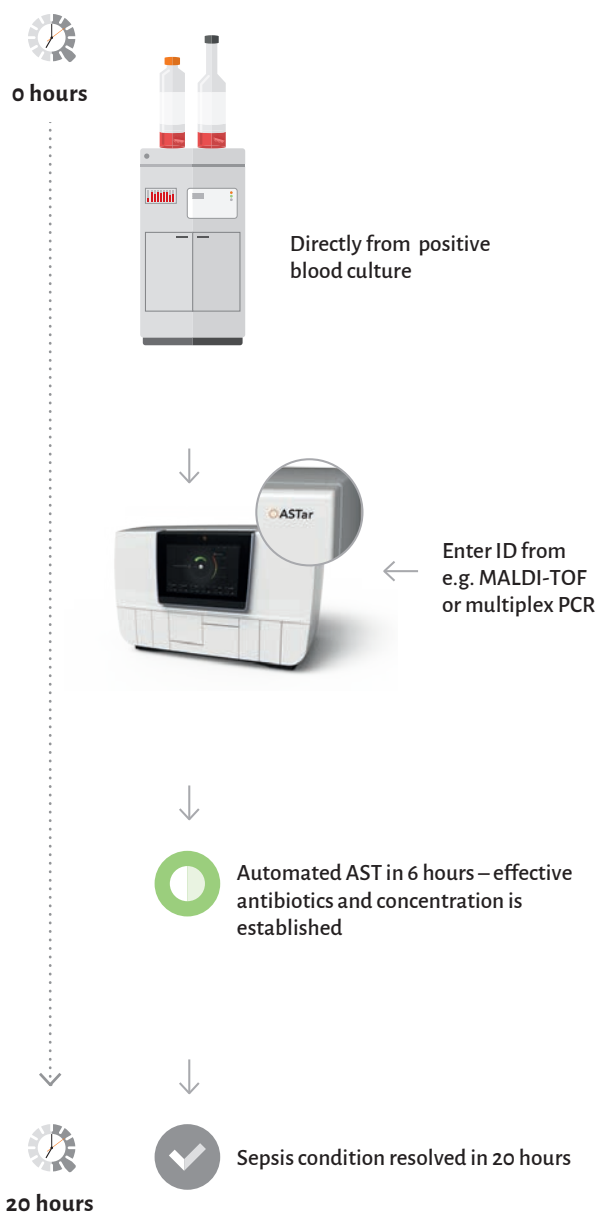 0 hours
Directly from positive
blood culture
ASTar
Enter ID from
e.g. MALDI-TOF
or multiplex PCR
Automated AST in 6 hours – effective
antibiotics and concentration is
established
Sepsis condition resolved in 20 hours
20 hours